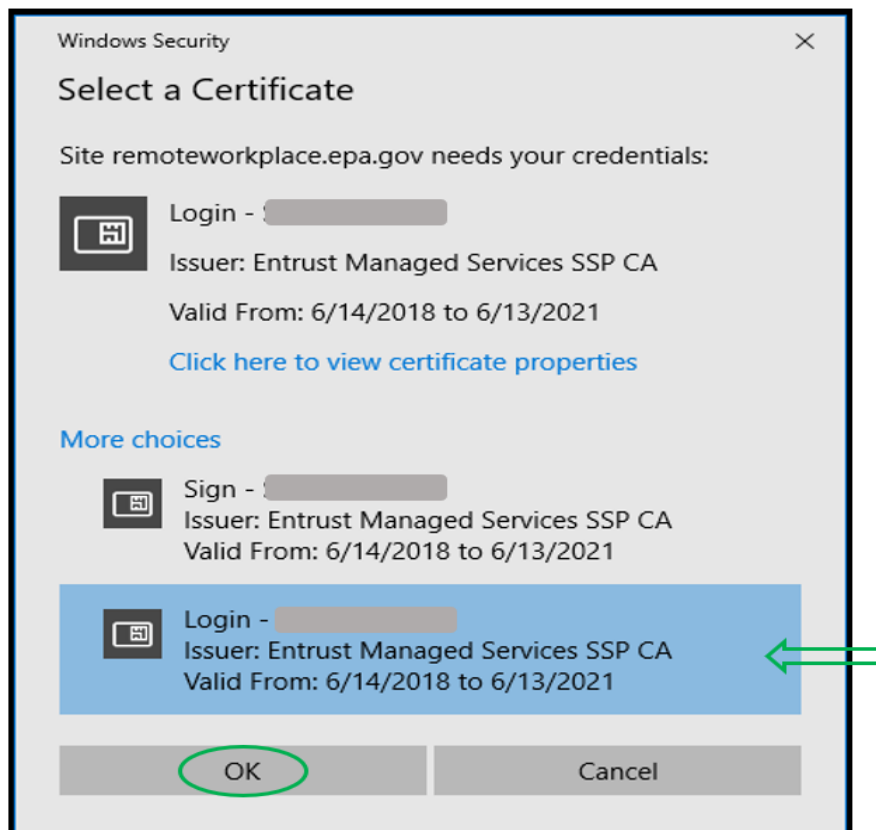 Windows Security
Select a Certificate
Site remoteworkplace.epa.gov needs your credentials:
Login -
Issuer: Entrust Managed Services SSP CA
Valid From: 6/14/2018 to 6/13/2021
Click here to view certificate properties
More choices
Sign -
Issuer: Entrust Managed Services SSP CA
Valid From: 6/14/2018 to 6/13/2021
Login -
Issuer: Entrust Managed Services SSP CA
Valid From: 6/14/2018 to 6/13/2021
OK
Cancel